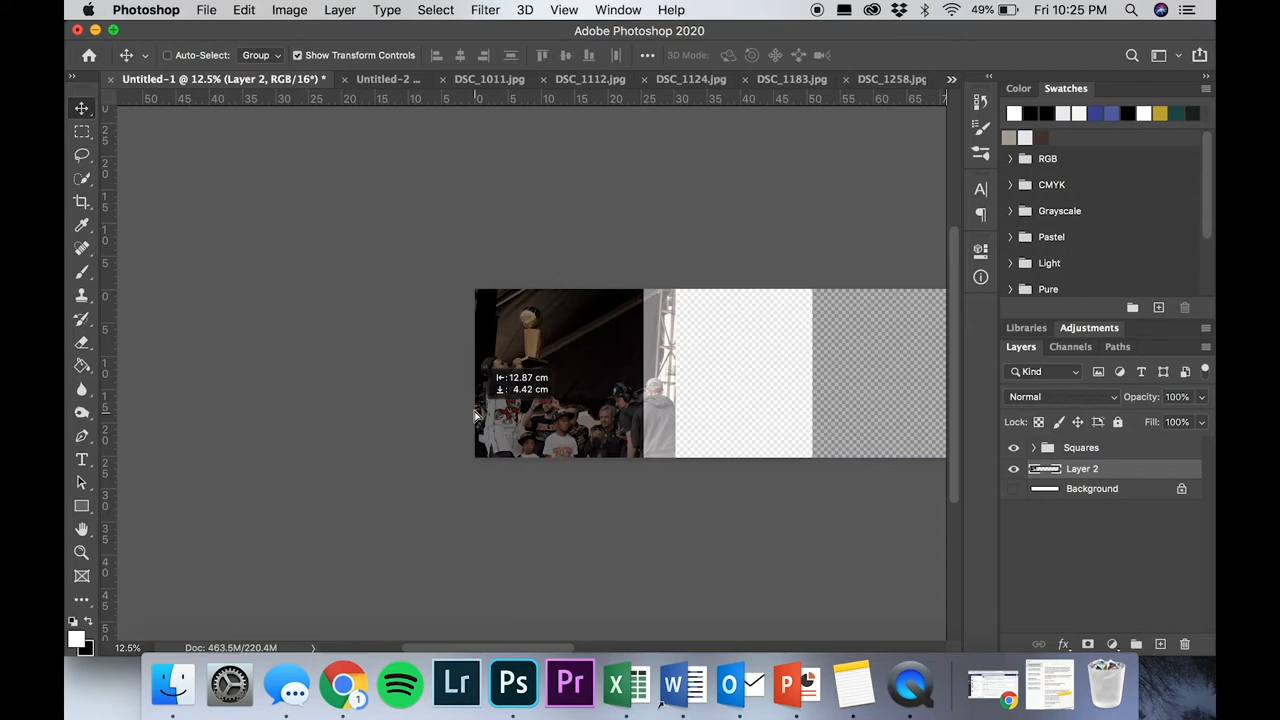 Photoshop File Edit Image Layer Type Select Filter 3D View Window Help 49% Fri 10:25 PM
Adobe Photoshop 2020
Auto-Select: Group Show Transform Controls 3D Mode:
Untitled-1 @ 12.5% (Layer 2, RGB/16*) * Untitled-2 ... DSC_1011.jpg DSC_1112.jpg DSC_1124.jpg DSC_1183.jpg DSC_1258.jpg
50 45 40 35 30 25 20 15 10 5 0 5 10 15 20 25 30 35 40 45 50 55 60 65 7
Color Swatches
RGB
CMYK
Grayscale
Pastel
Light
Pure
Libraries Adjustments
Layers Channels Paths
Kind
Normal Opacity: 100%
Lock: Fill: 100%
Squares
Layer 2
Background
12.87 cm
4.42 cm
12.5% Doc: 463.5M/220.4M
Lr Ps Pr